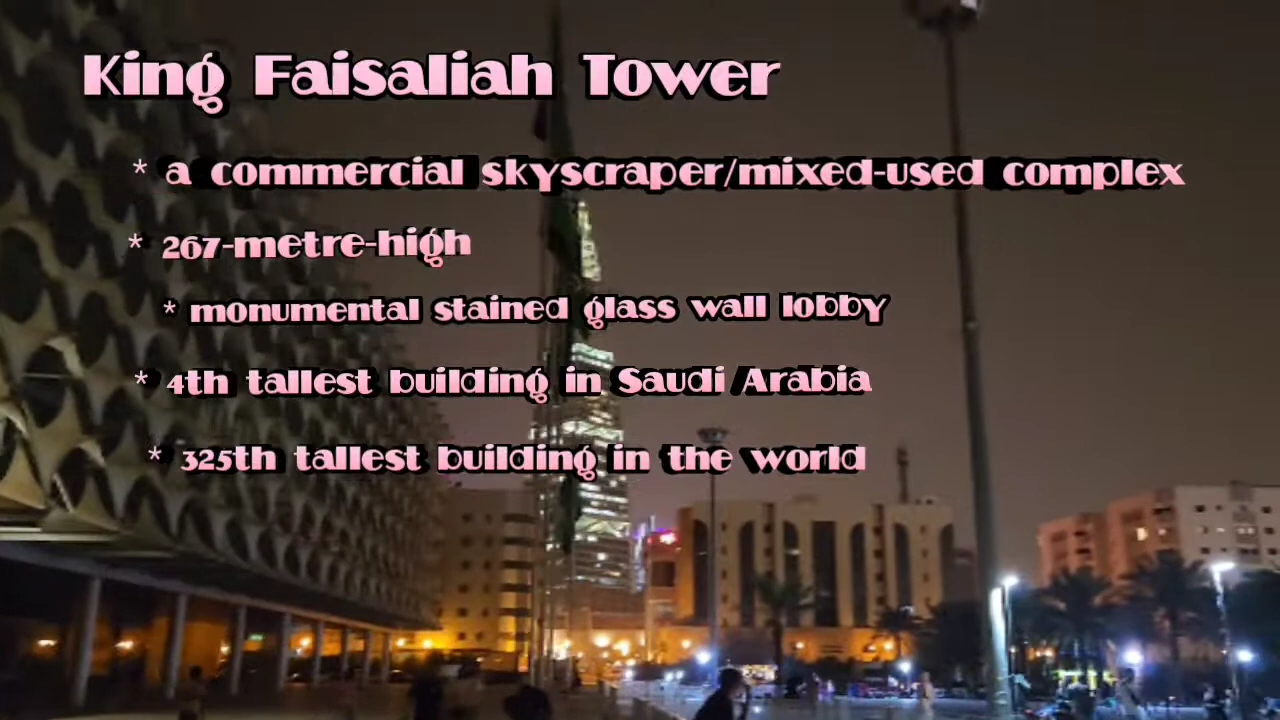 King Faisaliah Tower
* a commercial skyscraper/mixed-used complex
* 267-metre-high
* monumental stained glass wall lobby
* 4th tallest building in Saudi Arabia
* 325th tallest building in the world